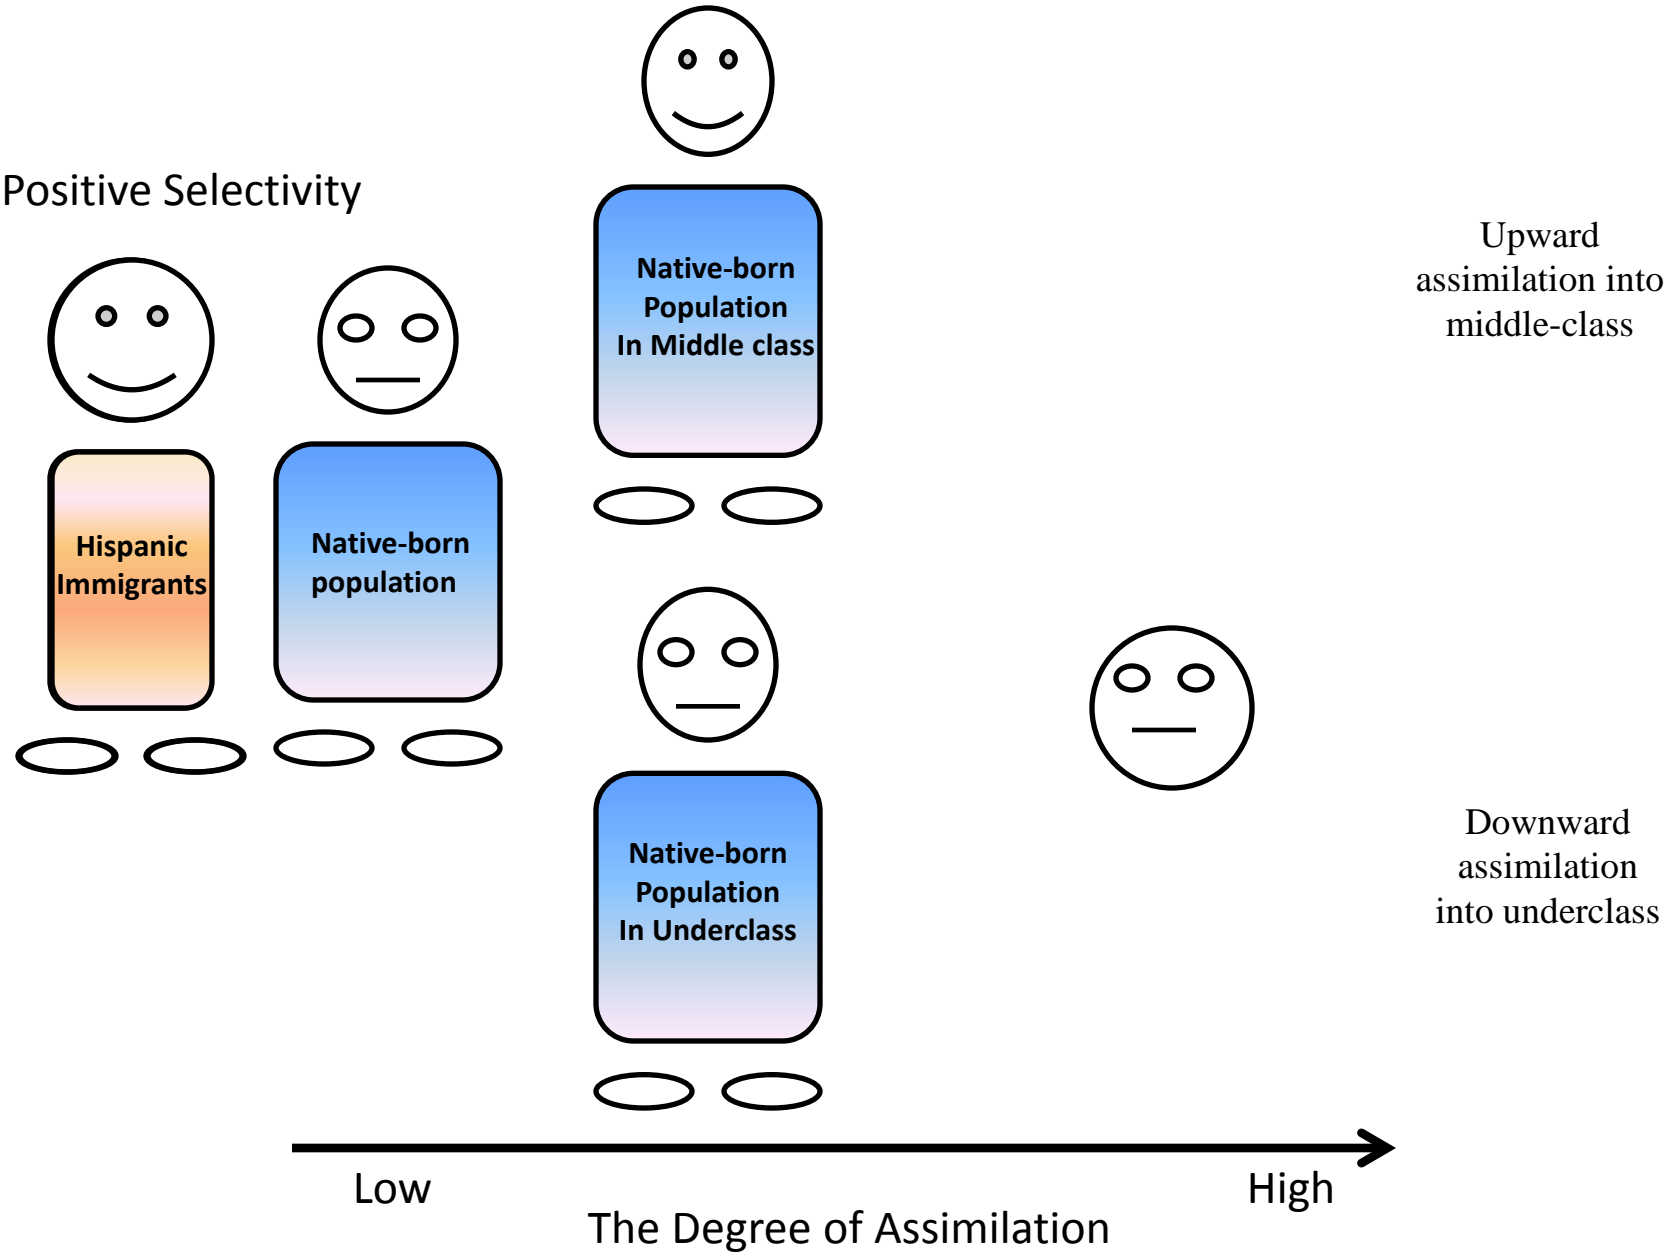 Positive Selectivity
Hispanic
Immigrants
Native-born
population
Native-born
Population
In Middle class
Native-born
Population
In Underclass
Upward
assimilation into
middle-class
Downward
assimilation
into underclass
Low
High
The Degree of Assimilation